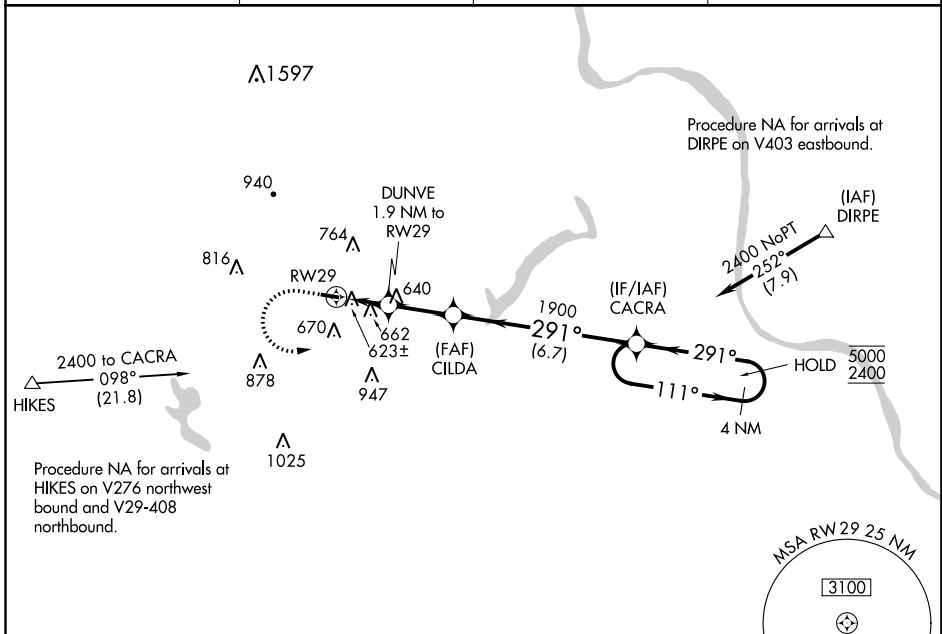 1597
Procedure NA for arrivals at
DIRPE on V403 eastbound.
940
DUNVE
1.9 NM to
RW29
(IAF)
DIRPE
764
2400 NoPT
252°
(7.9)
816
RW29
640
(IF/IAF)
CACRA
1900
291°
(6.7)
670
662
623±
(FAF)
CILDA
291°
HOLD
5000
2400
2400 to CACRA
098°
(21.8)
HIKES
878
947
111°
4 NM
1025
Procedure NA for arrivals at
HIKES on V276 northwest
bound and V29-408
northbound.
MSA RW29 25 NM
3100